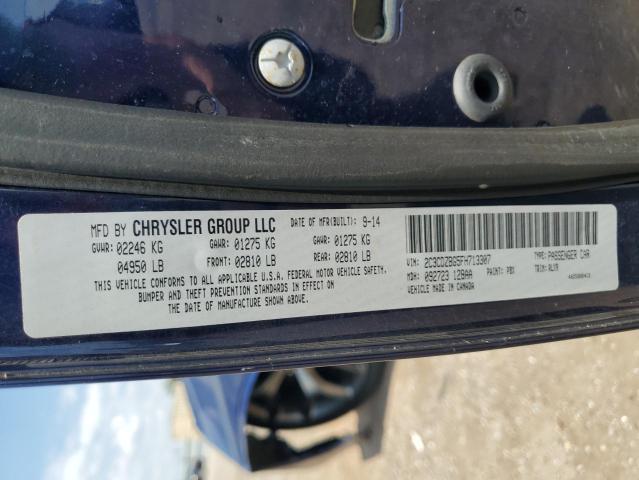 MFD BY CHRYSLER GROUP LLC DATE OF MFR(BUILT): 9-14
GVWR: 02246 KG GAWR: 01275 KG GAWR: 01275 KG
04950 LB FRONT: 02810 LB REAR: 02810 LB
THIS VEHICLE CONFORMS TO ALL APPLICABLE U.S.A. FEDERAL MOTOR VEHICLE SAFETY,
BUMPER AND THEFT PREVENTION STANDARDS IN EFFECT ON
THE DATE OF MANUFACTURE SHOWN ABOVE.
VIN: 2C3CDZBG5FH713307 TYPE: PASSENGER CAR
MDH: 092723 128AA PAINT: PBX TRIM: RLX9
VEHICLE MADE IN CANADA